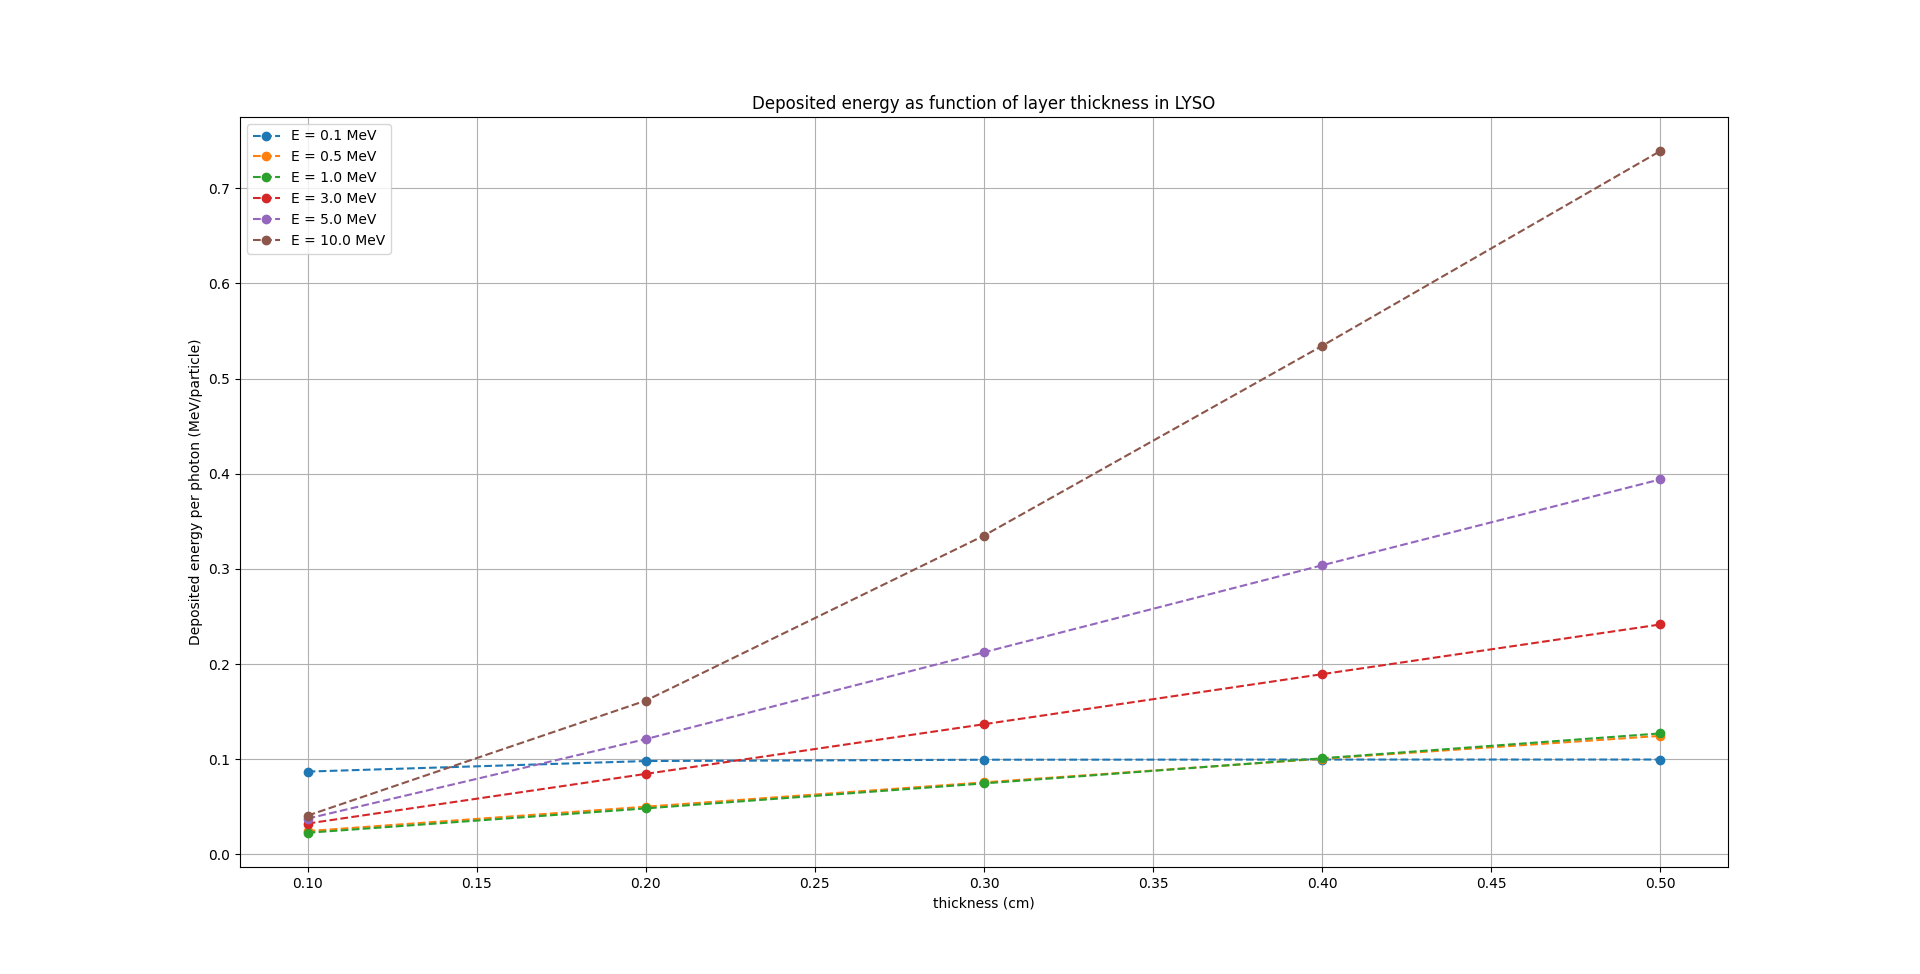 Deposited energy as function of layer thickness in LYSO
E = 0.1 MeV
E = 0.5 MeV
E = 1.0 MeV
E = 3.0 MeV
E = 5.0 MeV
E = 10.0 MeV
Deposited energy per photon (MeV/particle)
0.7
0.6
0.5
0.4
0.3
0.2
0.1
0.0
0.10 0.15 0.20 0.25 0.30 0.35 0.40 0.45 0.50
thickness (cm)